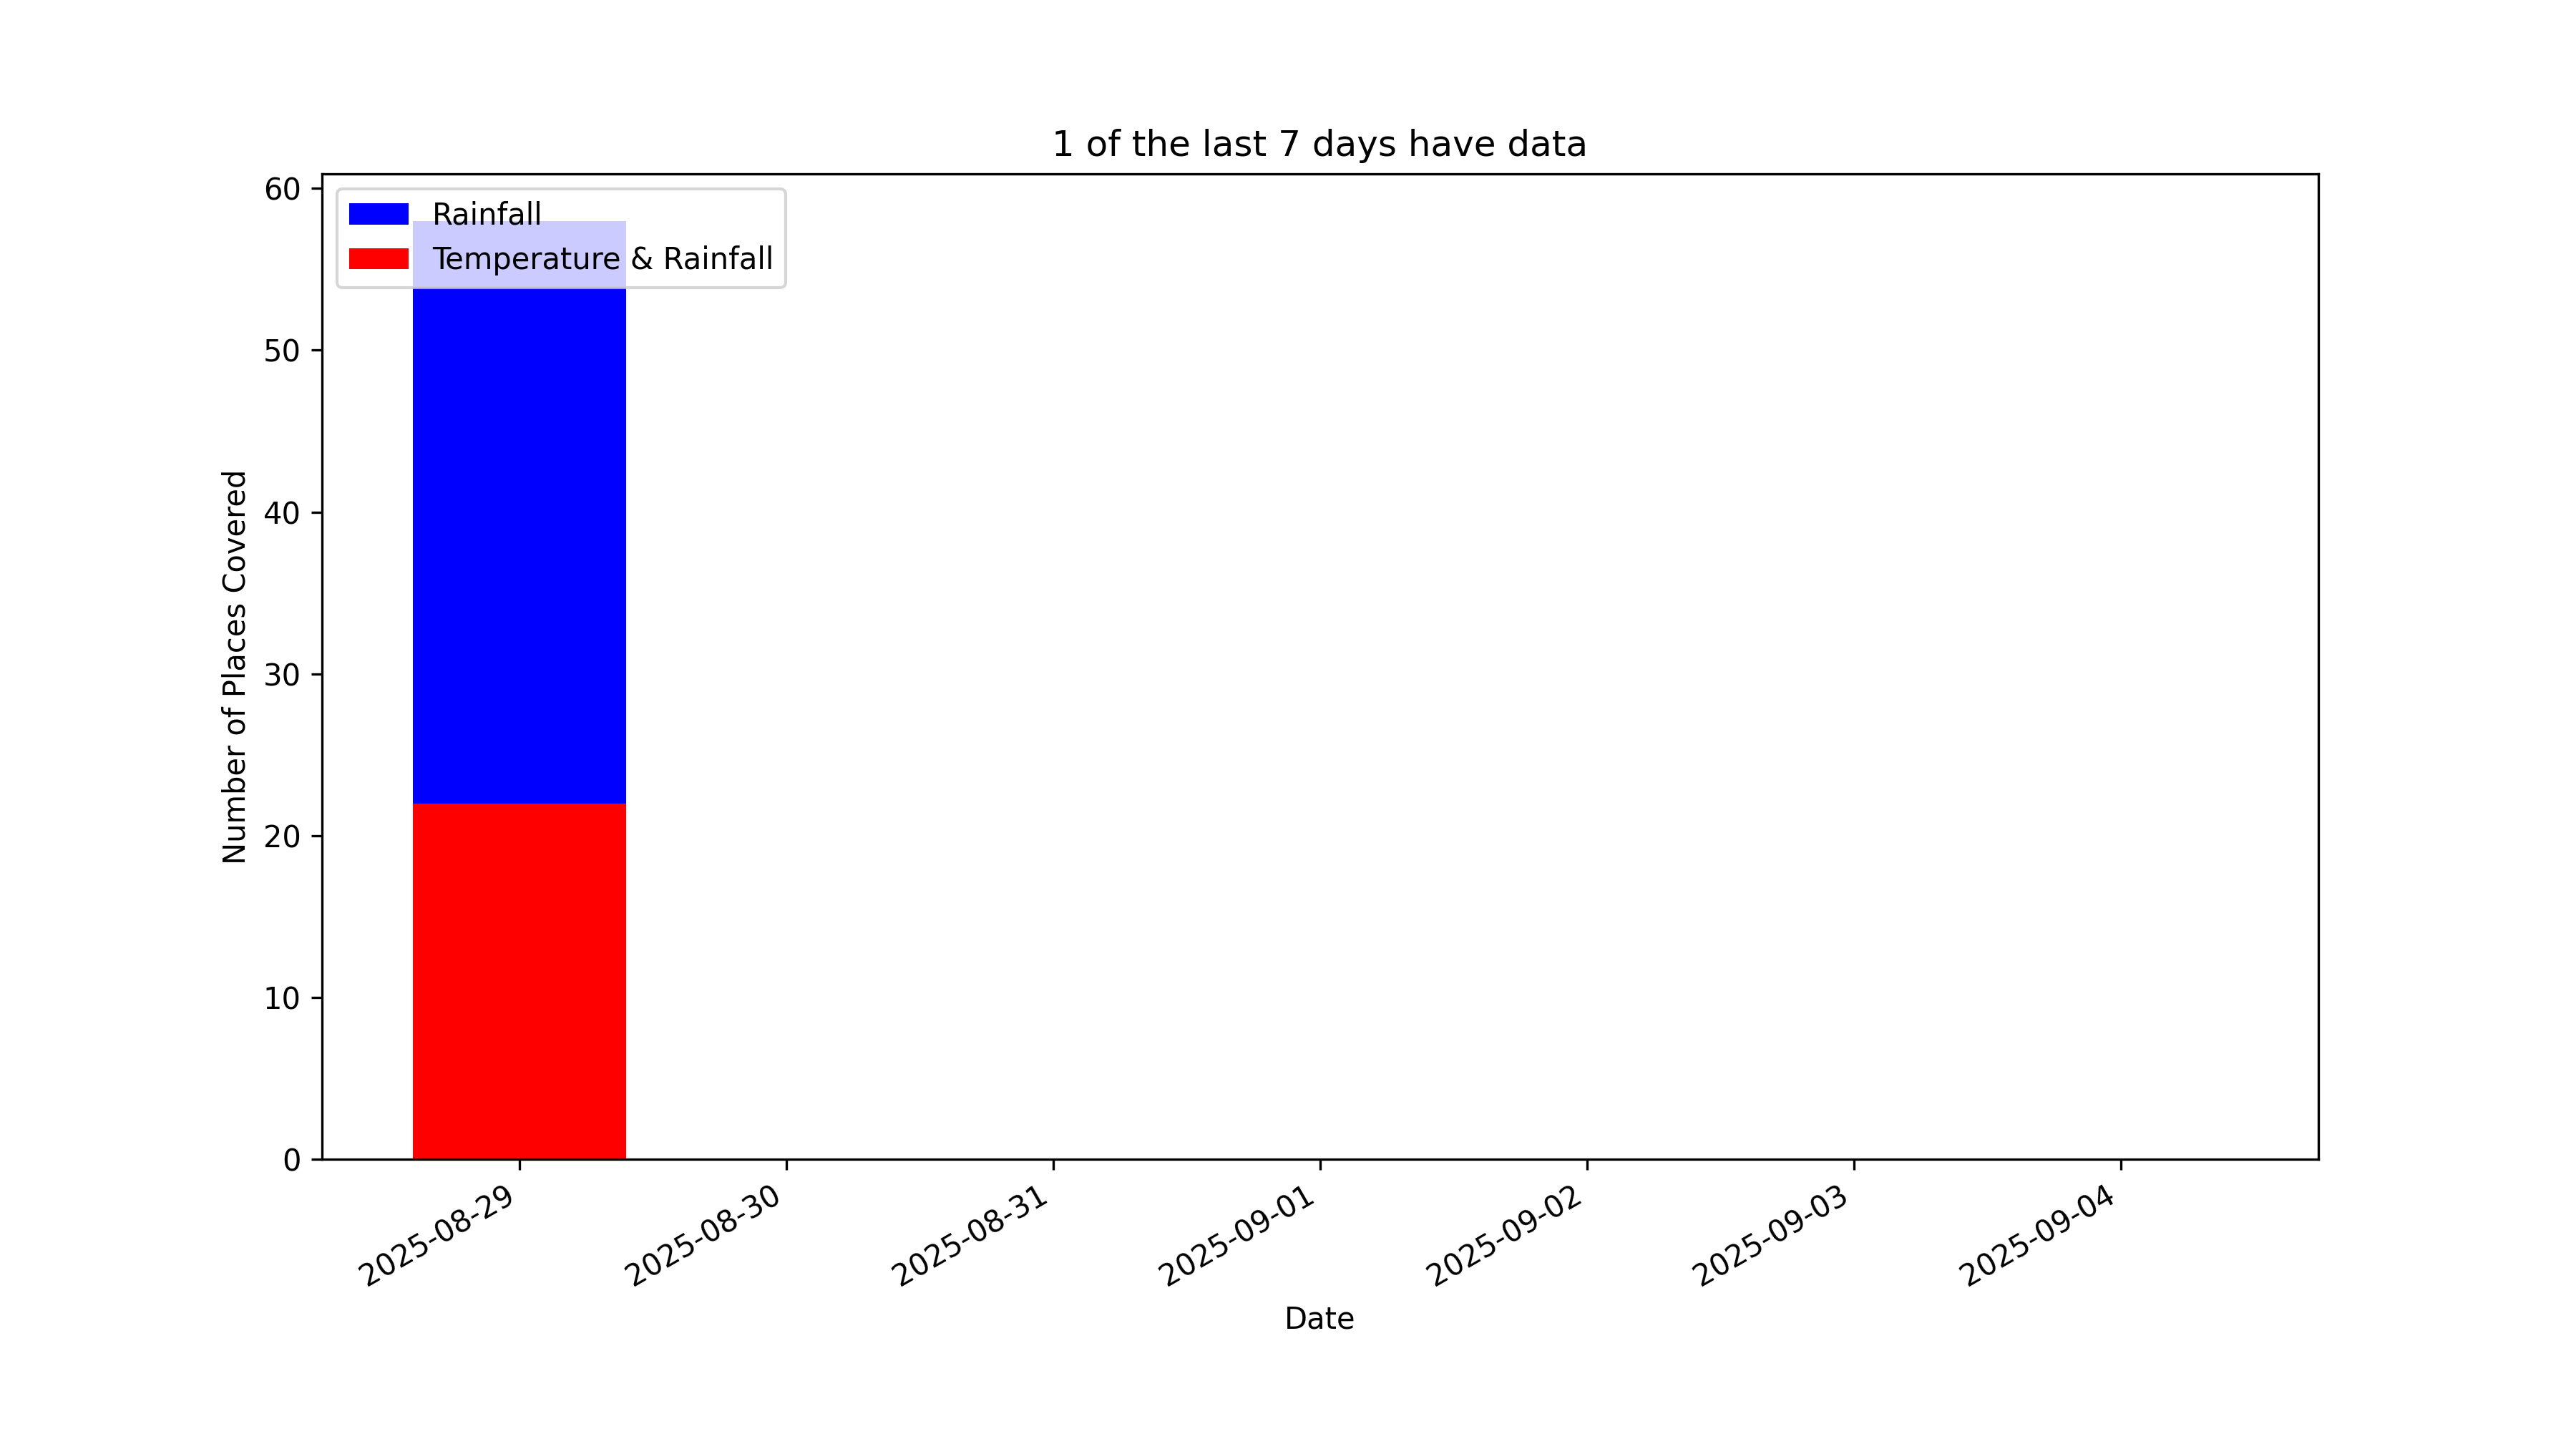 1 of the last 7 days have data
Rainfall
Temperature & Rainfall
60
50
40
30
20
10
0
Number of Places Covered
2025-08-29
2025-08-30
2025-08-31
2025-09-01
2025-09-02
2025-09-03
2025-09-04
Date